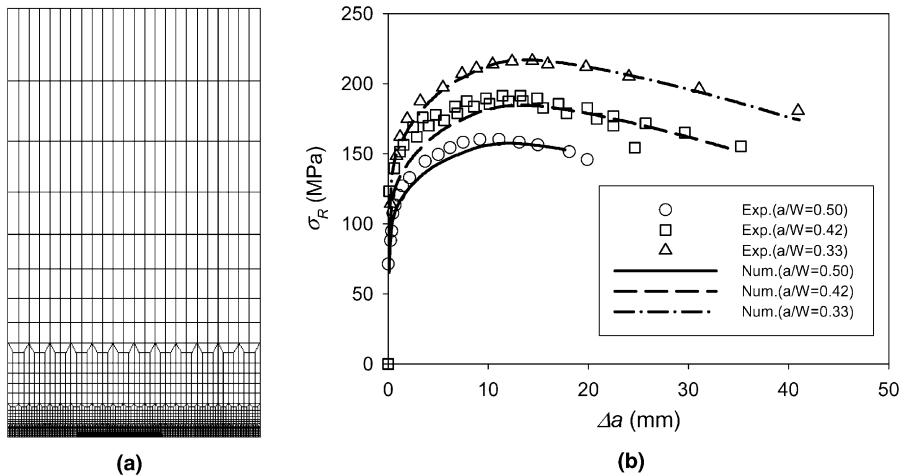 250
200
150
100
50
0
σR (MPa)
Exp.(a/W=0.50)
Exp.(a/W=0.42)
Exp.(a/W=0.33)
Num.(a/W=0.50)
Num.(a/W=0.42)
Num.(a/W=0.33)
0 10 20 30 40 50
Δa (mm)
(a) (b)